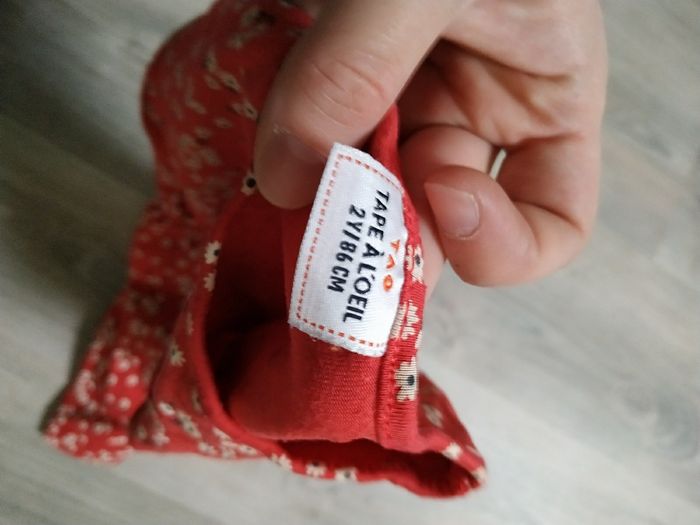 TAO
TAPE À L'OEIL
2Y/86 CM